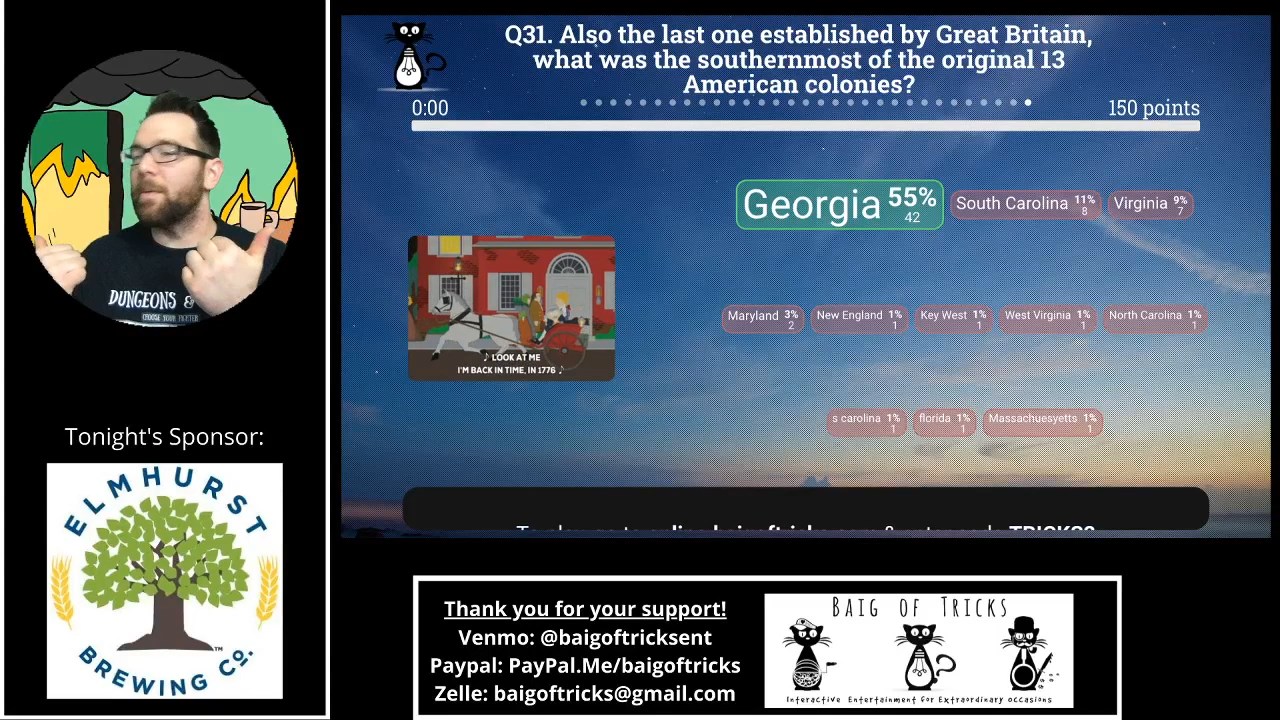 Q31. Also the last one established by Great Britain,
what was the southernmost of the original 13
American colonies?
0:00
150 points
Georgia 55% 42
South Carolina 11% 8
Virginia 9% 7
Maryland 3% 2
New England 1% 1
Key West 1% 1
West Virginia 1% 1
North Carolina 1% 1
s carolina 1% 1
florida 1% 1
Massachuesyetts 1% 1
♪ LOOK AT ME
I'M BACK IN TIME, IN 1776 ♪
DUNGEONS &
CHOOSE YOUR FIGHTER
Tonight's Sponsor:
ELMHURST
BREWING CO.
TM
Thank you for your support!
Venmo: @baigoftricksent
Paypal: PayPal.Me/baigoftricks
Zelle: baigoftricks@gmail.com
BAIG OF TRICKS
Interactive Entertainment for Extraordinary occasions